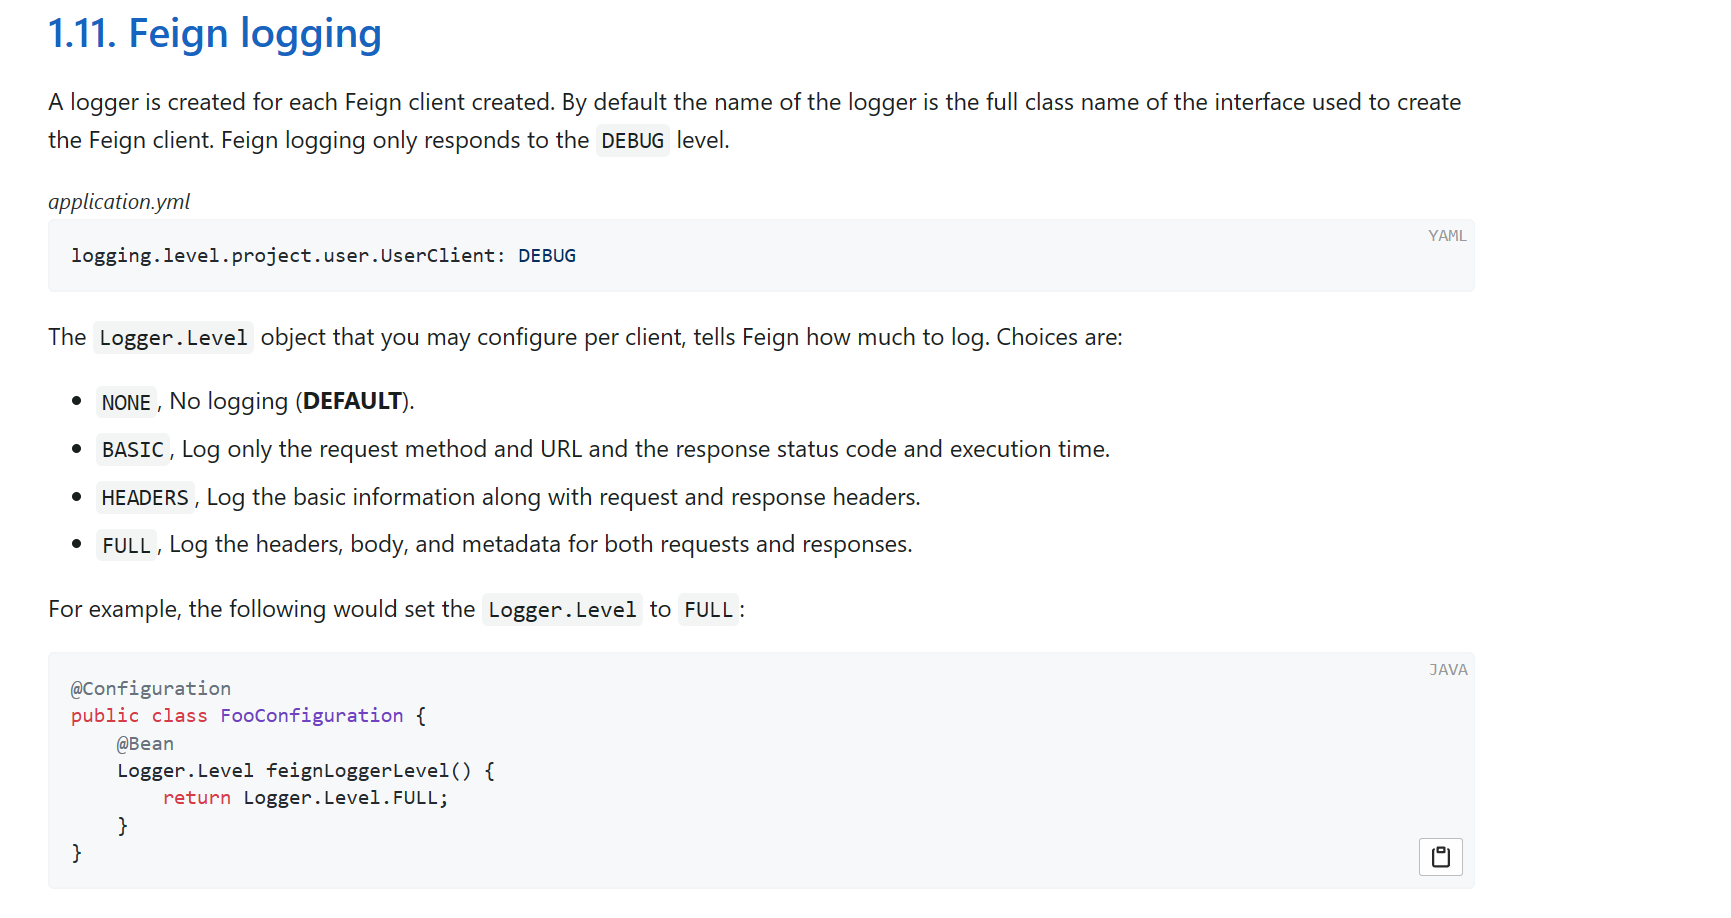 1.11. Feign logging
A logger is created for each Feign client created. By default the name of the logger is the full class name of the interface used to create
the Feign client. Feign logging only responds to the DEBUG level.
application.yml
YAML
logging.level.project.user.UserClient: DEBUG
The Logger.Level object that you may configure per client, tells Feign how much to log. Choices are:
• NONE, No logging (DEFAULT).
• BASIC, Log only the request method and URL and the response status code and execution time.
• HEADERS, Log the basic information along with request and response headers.
• FULL, Log the headers, body, and metadata for both requests and responses.
For example, the following would set the Logger.Level to FULL:
JAVA
@Configuration
public class FooConfiguration {
    @Bean
    Logger.Level feignLoggerLevel() {
        return Logger.Level.FULL;
    }
}